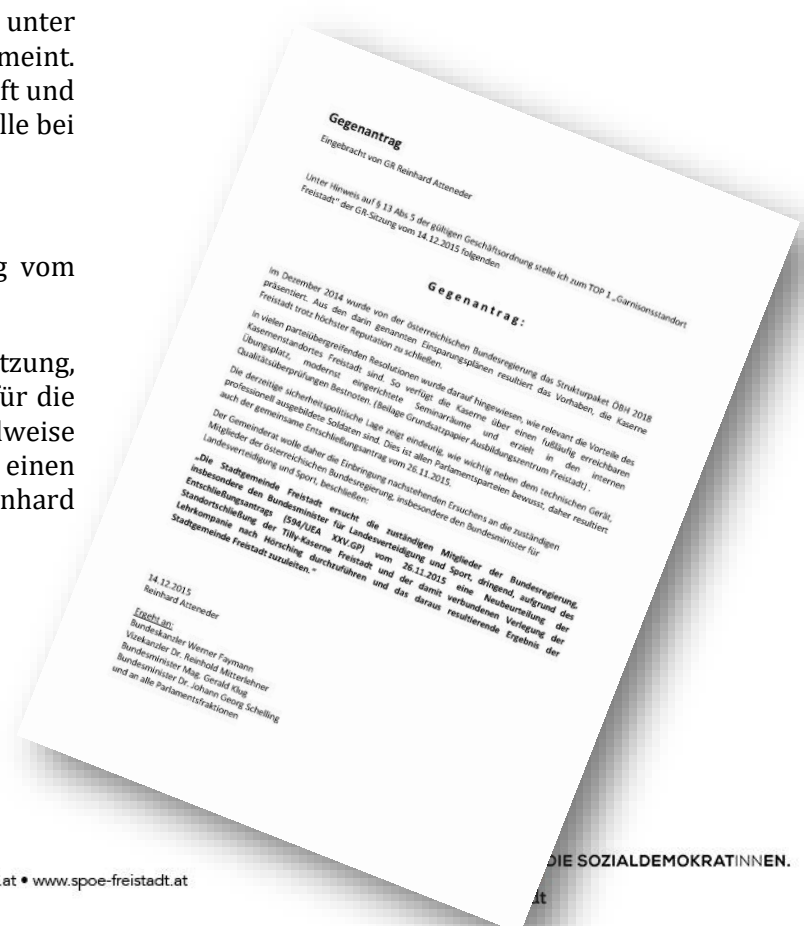 unter
meint.
ft und
lle bei
g vom
tzung,
für die
lweise
einen
nhard
Gegenantrag
Eingebracht von GR Reinhard Atteneder
Unter Hinweis auf § 13 Abs 5 der gültigen Geschäftsordnung stelle ich zum TOP 1 „Garnisonsstandort
Freistadt" der GR-Sitzung vom 14.12.2015 folgenden
Gegenantrag:
Im Dezember 2014 wurde von der österreichischen Bundesregierung das Strukturpaket ÖBH 2018
präsentiert. Aus den darin genannten Einsparungsplänen resultiert das Vorhaben, die Kaserne
Freistadt trotz höchster Reputation zu schließen.
In vielen parteiübergreifenden Resolutionen wurde darauf hingewiesen, wie relevant die Vorteile des
Kasernenstandortes Freistadt sind. So verfügt die Kaserne über einen fußläufig erreichbaren
Übungsplatz, modernst eingerichtete Seminarräume und erzielt in den internen
Qualitätsüberprüfungen Bestnoten. (Beilage Grundsatzpapier Ausbildungszentrum Freistadt) .
Die derzeitige sicherheitspolitische Lage zeigt eindeutig, wie wichtig neben dem technischen Gerät,
professionell ausgebildete Soldaten sind. Dies ist allen Parlamentsparteien bewusst, daher resultiert
auch der gemeinsame Entschließungsantrag vom 26.11.2015.
Der Gemeinderat wolle daher die Einbringung nachstehenden Ersuchens an die zuständigen
Mitglieder der österreichischen Bundesregierung, insbesondere den Bundesminister für
Landesverteidigung und Sport, beschließen:
„Die Stadtgemeinde Freistadt ersucht die zuständigen Mitglieder der Bundesregierung,
insbesondere den Bundesminister für Landesverteidigung und Sport, dringend, aufgrund des
Entschließungsantrags (594/UEA XXV.GP) vom 26.11.2015 eine Neubeurteilung der
Standortschließung der Tilly-Kaserne Freistadt und der damit verbundenen Verlegung der
Lehrkompanie nach Hörsching durchzuführen und das daraus resultierende Ergebnis der
Stadtgemeinde Freistadt zuzuleiten."
14.12.2015
Reinhard Atteneder
Ergeht an:
Bundeskanzler Werner Faymann
Vizekanzler Dr. Reinhold Mitterlehner
Bundesminister Mag. Gerald Klug
Bundesminister Dr. Johann Georg Schelling
und an alle Parlamentsfraktionen
.at • www.spoe-freistadt.at
DIE SOZIALDEMOKRATINNEN.
dt